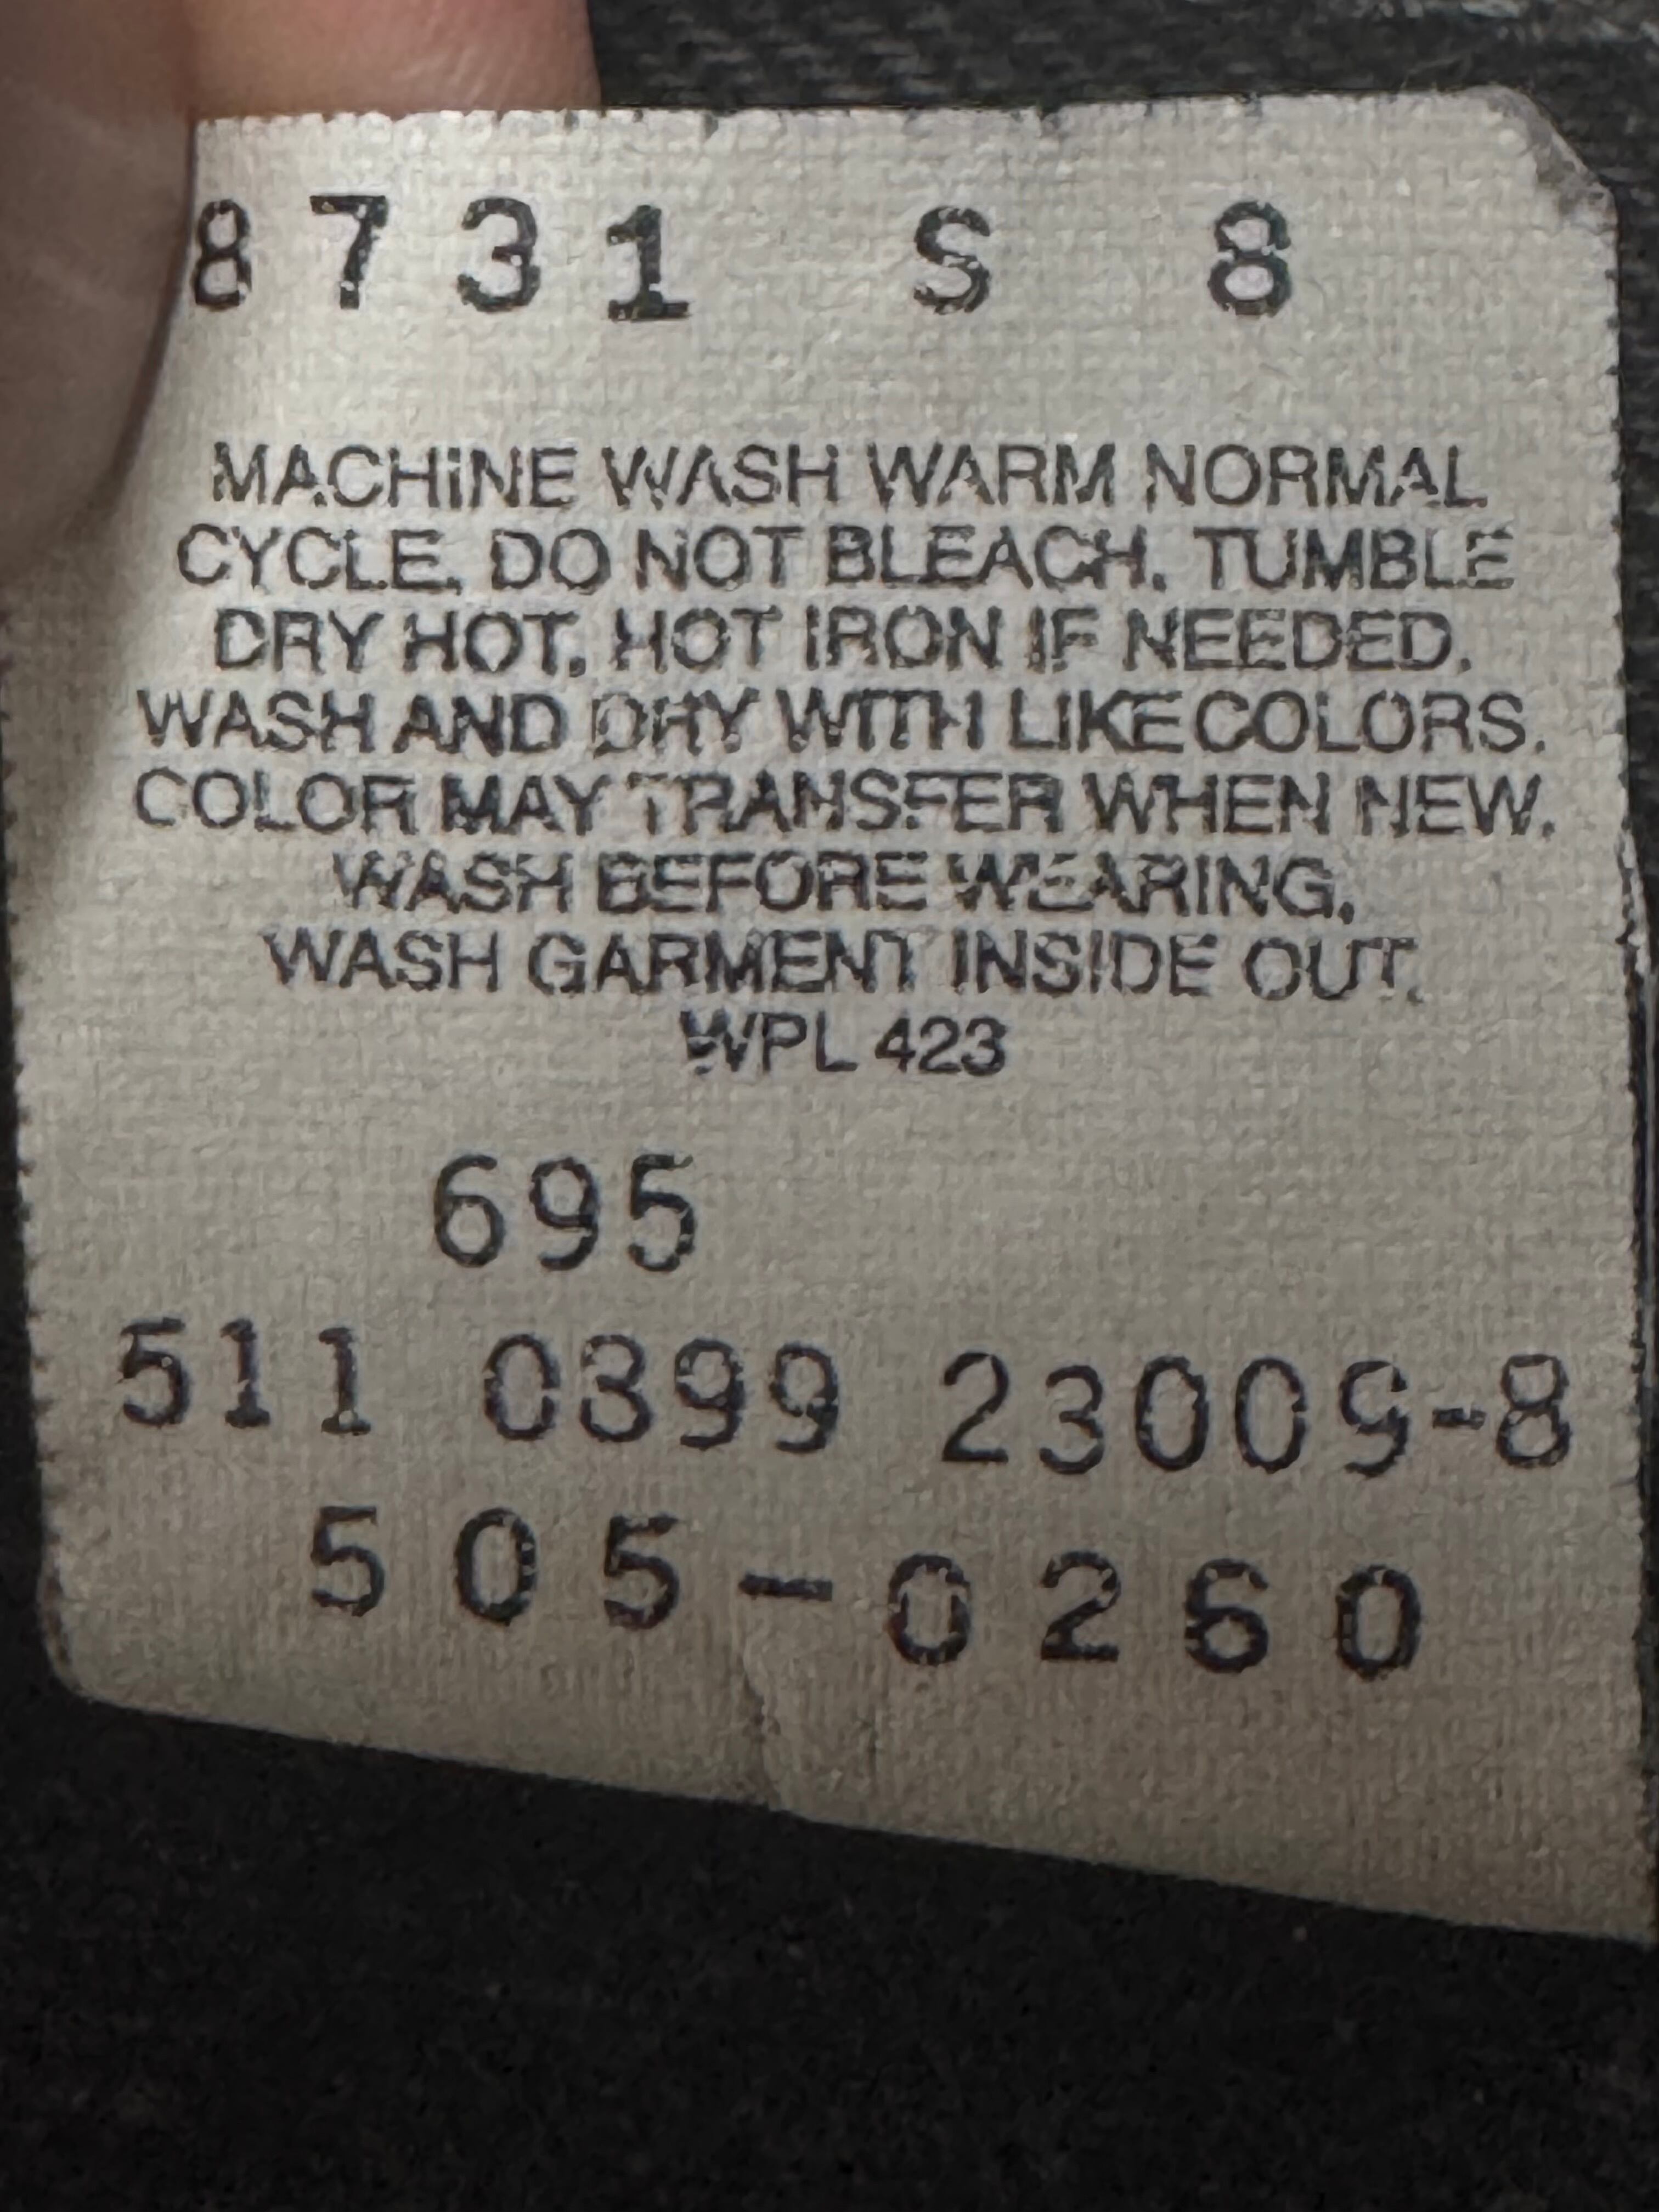 8731 S 8
MACHINE WASH WARM NORMAL
CYCLE. DO NOT BLEACH. TUMBLE
DRY HOT. HOT IRON IF NEEDED.
WASH AND DRY WITH LIKE COLORS.
COLOR MAY TRANSFER WHEN NEW.
WASH BEFORE WEARING.
WASH GARMENT INSIDE OUT.
WPL 423
695
511 0399 23009-8
505-0260